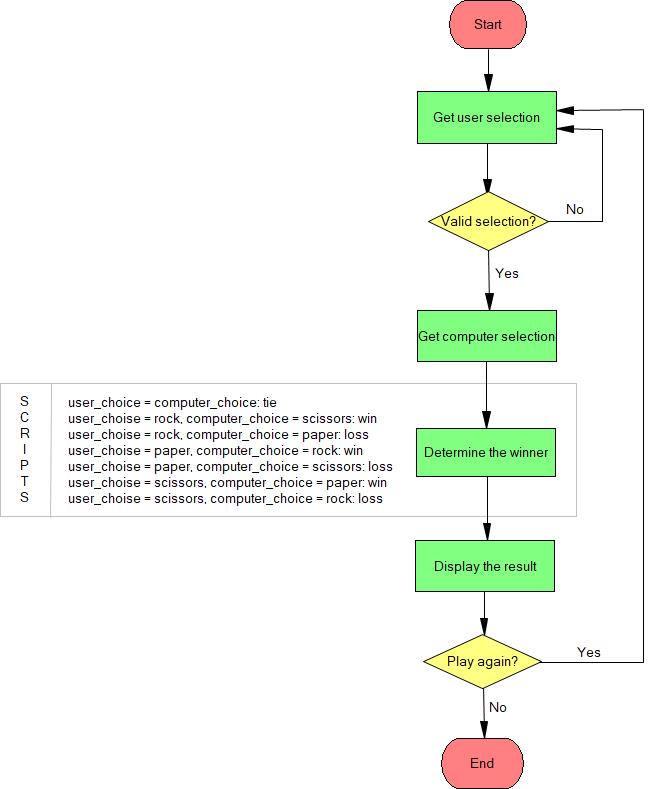 Start
Get user selection
Valid selection?
No
Yes
Get computer selection
S
C
R
I
P
T
S
user_choice = computer_choice: tie
user_choise = rock, computer_choice = scissors: win
user_choise = rock, computer_choice = paper: loss
user_choise = paper, computer_choice = rock: win
user_choise = paper, computer_choice = scissors: loss
user_choise = scissors, computer_choice = paper: win
user_choise = scissors, computer_choice = rock: loss
Determine the winner
Display the result
Play again?
Yes
No
End